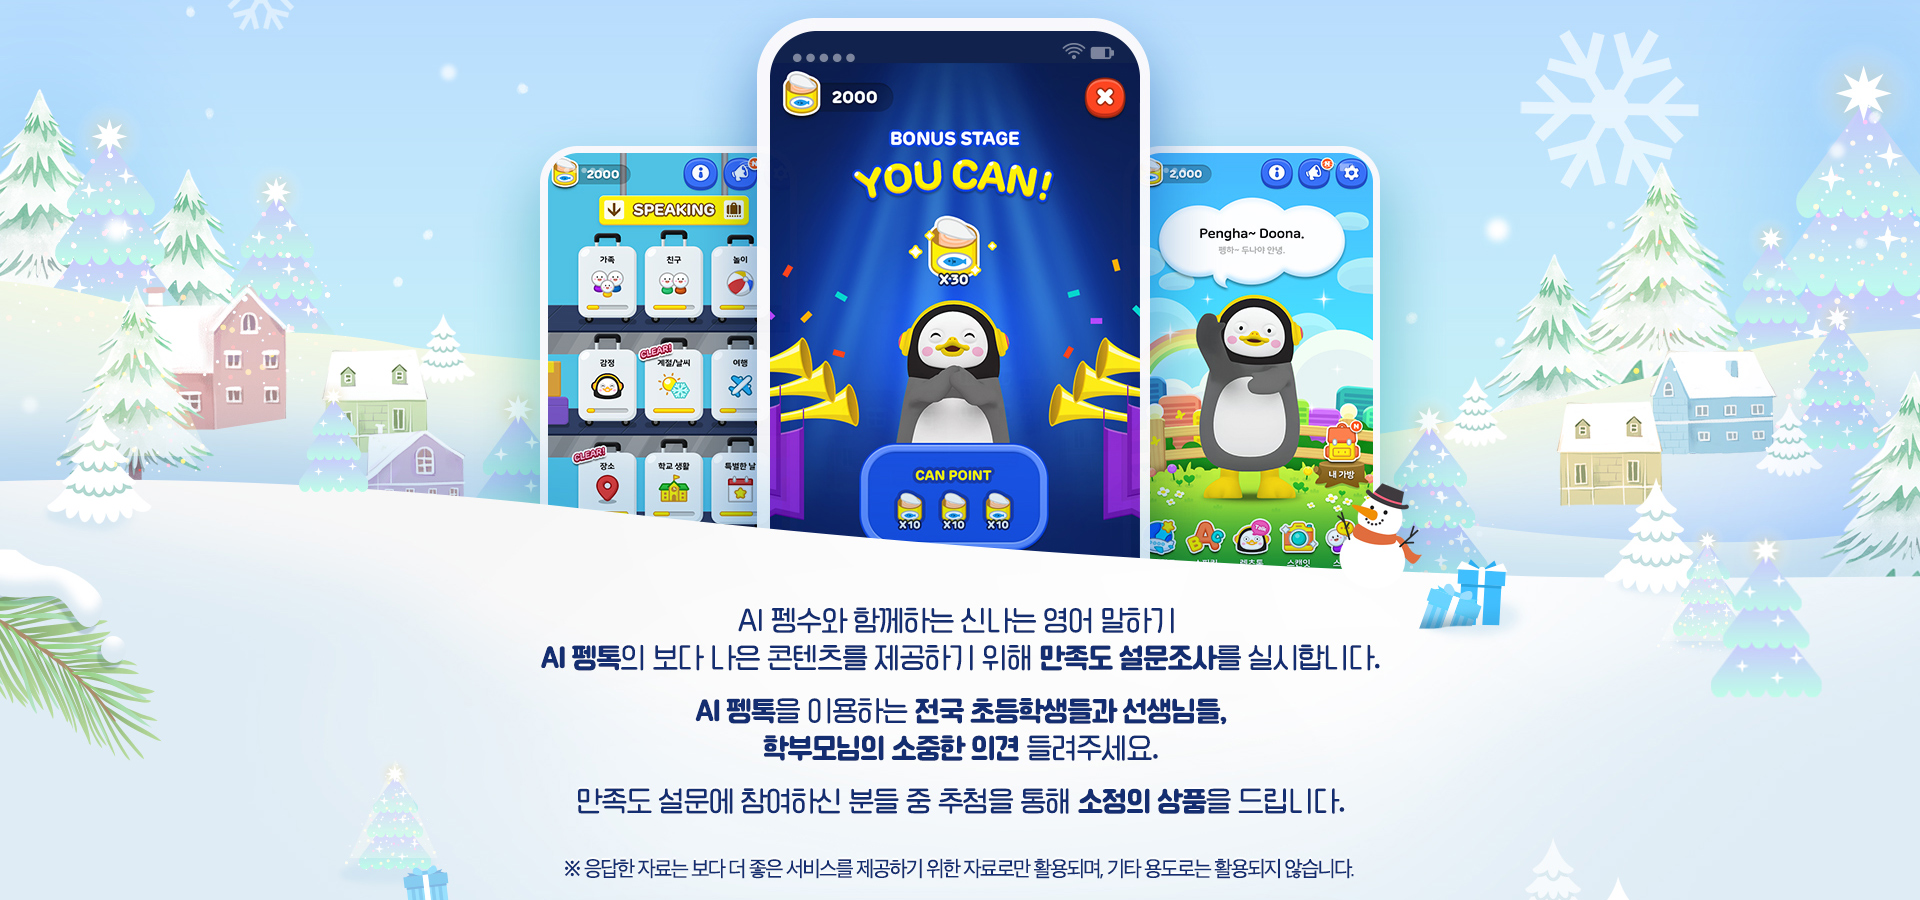 2000
SPEAKING
가족
친구
놀이
감정
CLEAR!
계절/날씨
여행
CLEAR!
장소
학교 생활
특별한 날
2000
BONUS STAGE
YOU CAN!
X30
CAN POINT
X10
X10
X10
2,000
N
Pengha~ Doona.
펭하~ 두나야 안녕.
N
내 가방
Talk
렛츠톡
스캔잇
AI 펭수와 함께하는 신나는 영어 말하기
AI 펭톡의 보다 나은 콘텐츠를 제공하기 위해 만족도 설문조사를 실시합니다.
AI 펭톡을 이용하는 전국 초등학생들과 선생님들,
학부모님의 소중한 의견 들려주세요.
만족도 설문에 참여하신 분들 중 추첨을 통해 소정의 상품을 드립니다.
※ 응답한 자료는 보다 더 좋은 서비스를 제공하기 위한 자료로만 활용되며, 기타 용도로는 활용되지 않습니다.